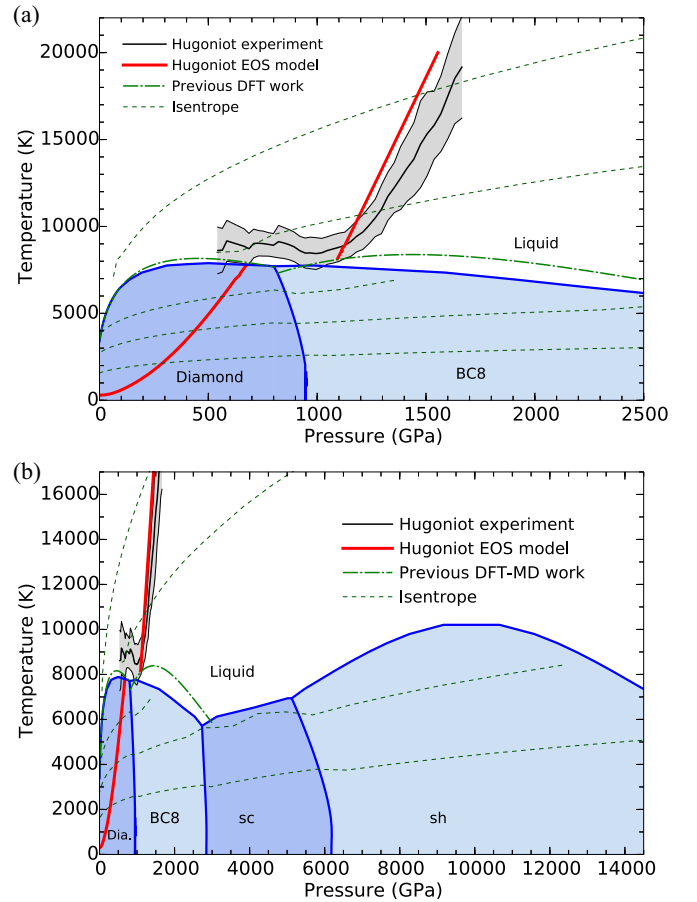 (a)
Hugoniot experiment
Hugoniot EOS model
Previous DFT work
Isentrope
20000
15000
10000
5000
0
Temperature (K)
Liquid
Diamond
BC8
0 500 1000 1500 2000 2500
Pressure (GPa)
(b)
Hugoniot experiment
Hugoniot EOS model
Previous DFT-MD work
Isentrope
16000
14000
12000
10000
8000
6000
4000
2000
0
Temperature (K)
Liquid
Dia.
BC8
sc
sh
0 2000 4000 6000 8000 10000 12000 14000
Pressure (GPa)